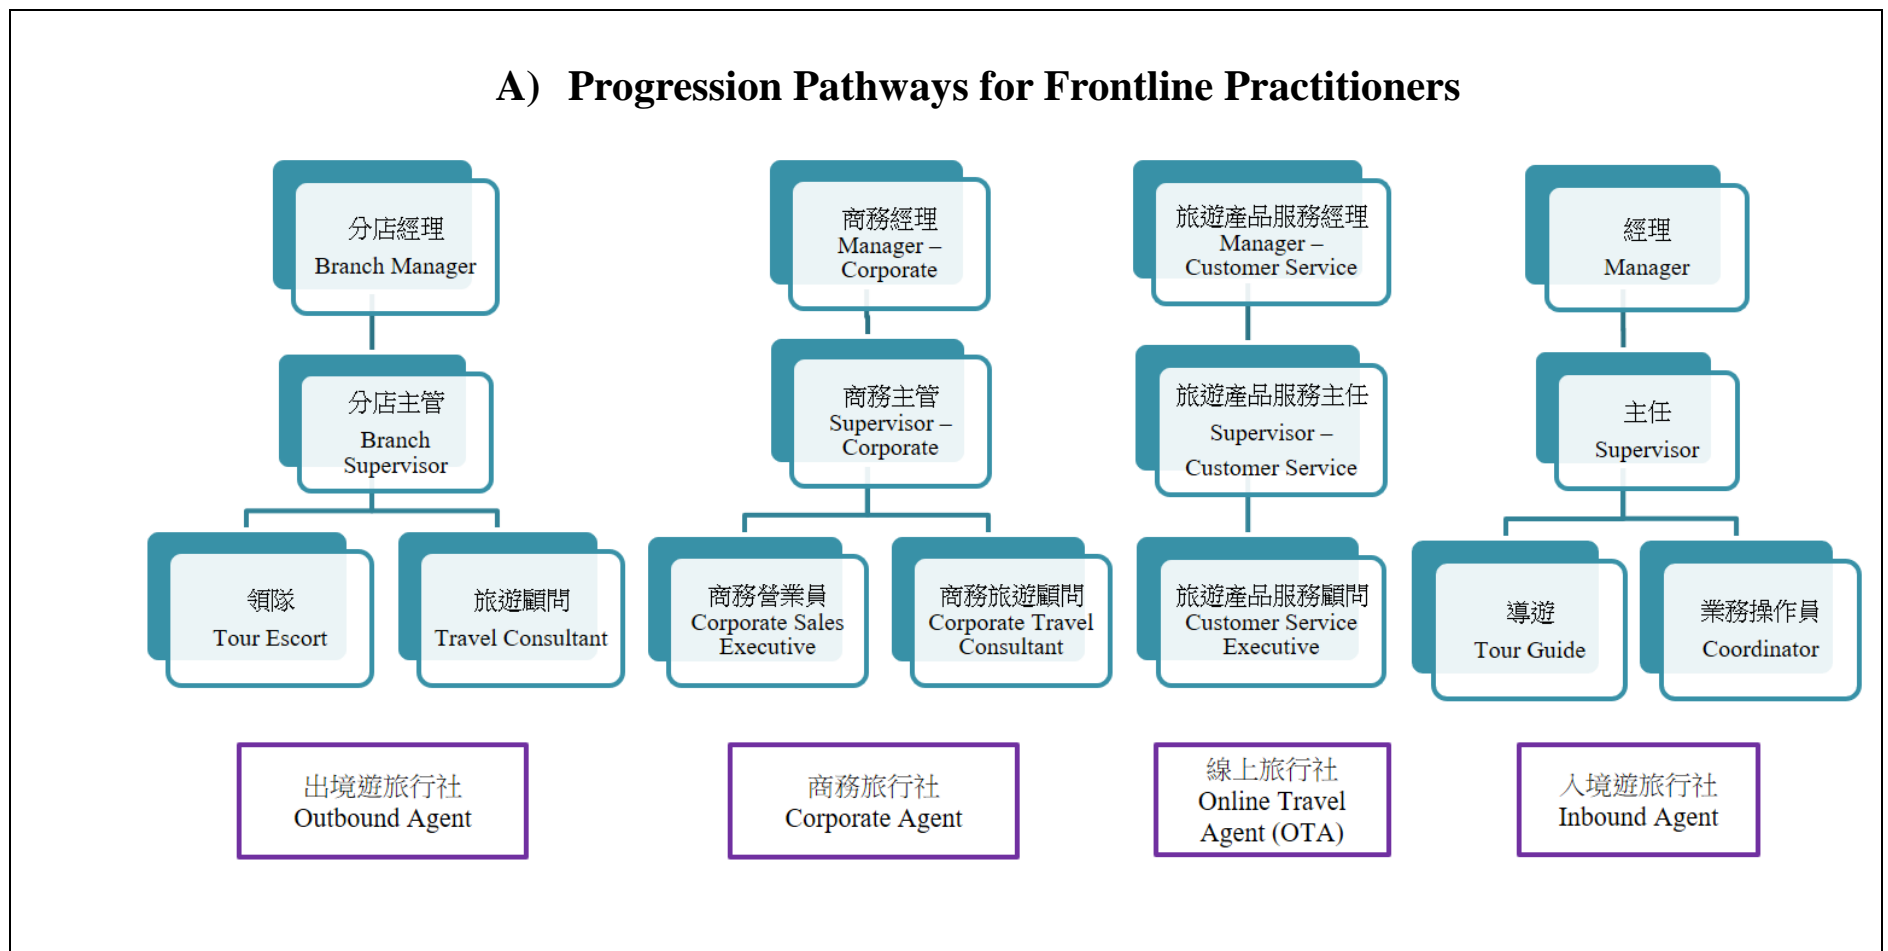 A) Progression Pathways for Frontline Practitioners
分店經理
Branch Manager
分店主管
Branch
Supervisor
領隊
Tour Escort
旅遊顧問
Travel Consultant
出境遊旅行社
Outbound Agent
商務經理
Manager –
Corporate
商務主管
Supervisor –
Corporate
商務營業員
Corporate Sales
Executive
商務旅遊顧問
Corporate Travel
Consultant
商務旅行社
Corporate Agent
旅遊產品服務經理
Manager –
Customer Service
旅遊產品服務主任
Supervisor –
Customer Service
旅遊產品服務顧問
Customer Service
Executive
線上旅行社
Online Travel
Agent (OTA)
經理
Manager
主任
Supervisor
導遊
Tour Guide
業務操作員
Coordinator
入境遊旅行社
Inbound Agent